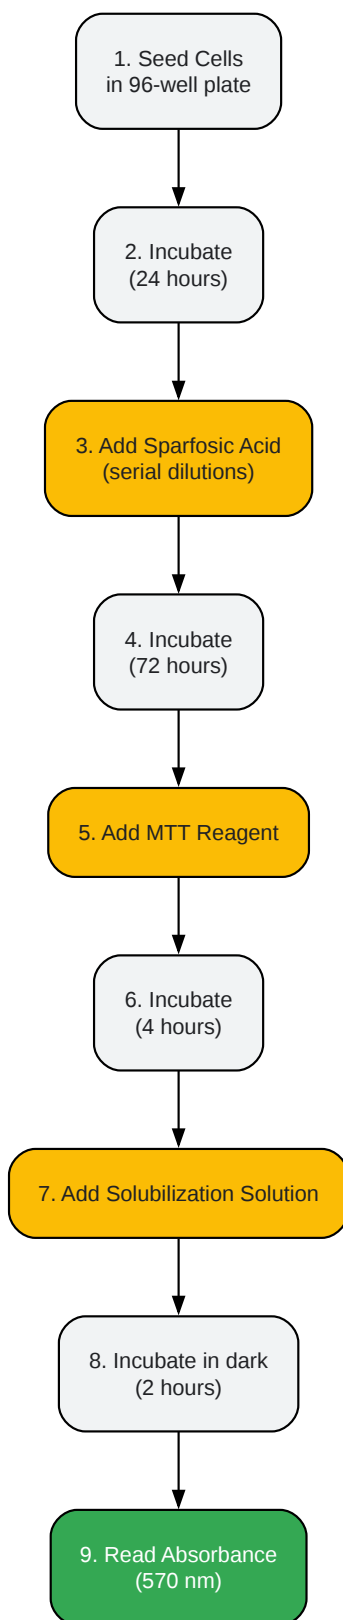 1. Seed Cells
in 96-well plate
2. Incubate
(24 hours)
3. Add Sparfosic Acid
(serial dilutions)
4. Incubate
(72 hours)
5. Add MTT Reagent
6. Incubate
(4 hours)
7. Add Solubilization Solution
8. Incubate in dark
(2 hours)
9. Read Absorbance
(570 nm)